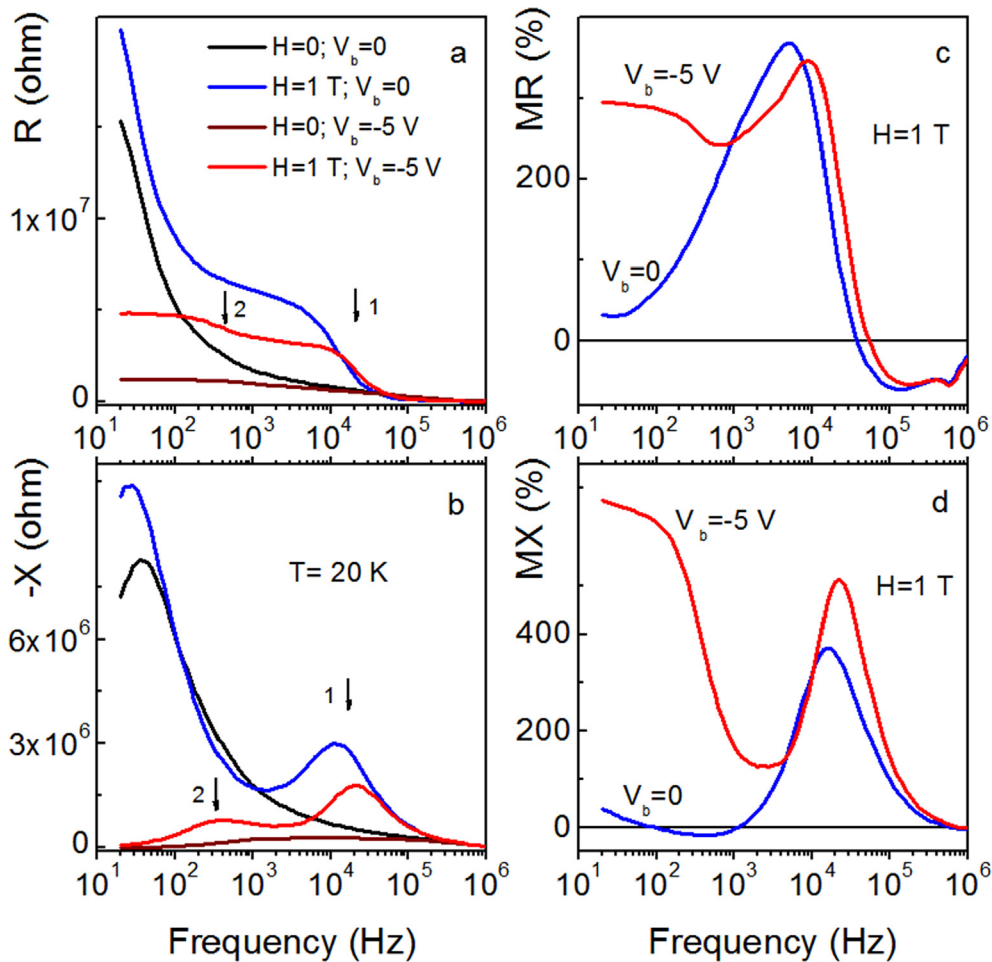 R (ohm)
a
H=0; V_b=0
H=1 T; V_b=0
H=0; V_b=-5 V
H=1 T; V_b=-5 V
1x10^7
0
2
1
10^1 10^2 10^3 10^4 10^5 10^6
MR (%)
c
V_b=-5 V
H=1 T
200
V_b=0
0
10^1 10^2 10^3 10^4 10^5 10^6
-X (ohm)
b
T= 20 K
6x10^6
3x10^6
0
1
2
10^1 10^2 10^3 10^4 10^5 10^6
Frequency (Hz)
MX (%)
d
V_b=-5 V
H=1 T
400
200
V_b=0
0
10^1 10^2 10^3 10^4 10^5 10^6
Frequency (Hz)